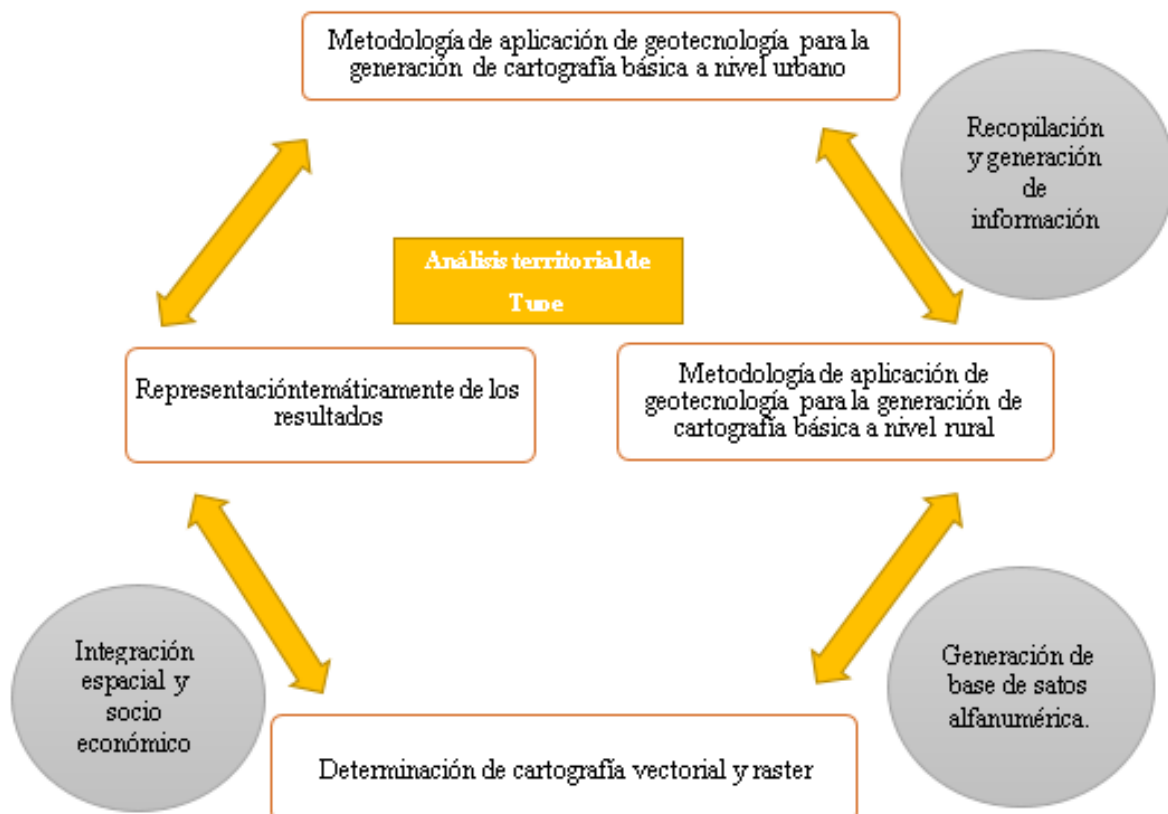 Metodología de aplicación de geotecnología para la
generación de cartografía básica a nivel urbano
Recopilación
y generación
de
información
Análisis territorial de
Tupe
Representacióntemáticamente de los
resultados
Metodología de aplicación de
geotecnología para la generación de
cartografía básica a nivel rural
Integración
espacial y
socio
económico
Generación de
base de satos
alfanumérica.
Determinación de cartografía vectorial y raster